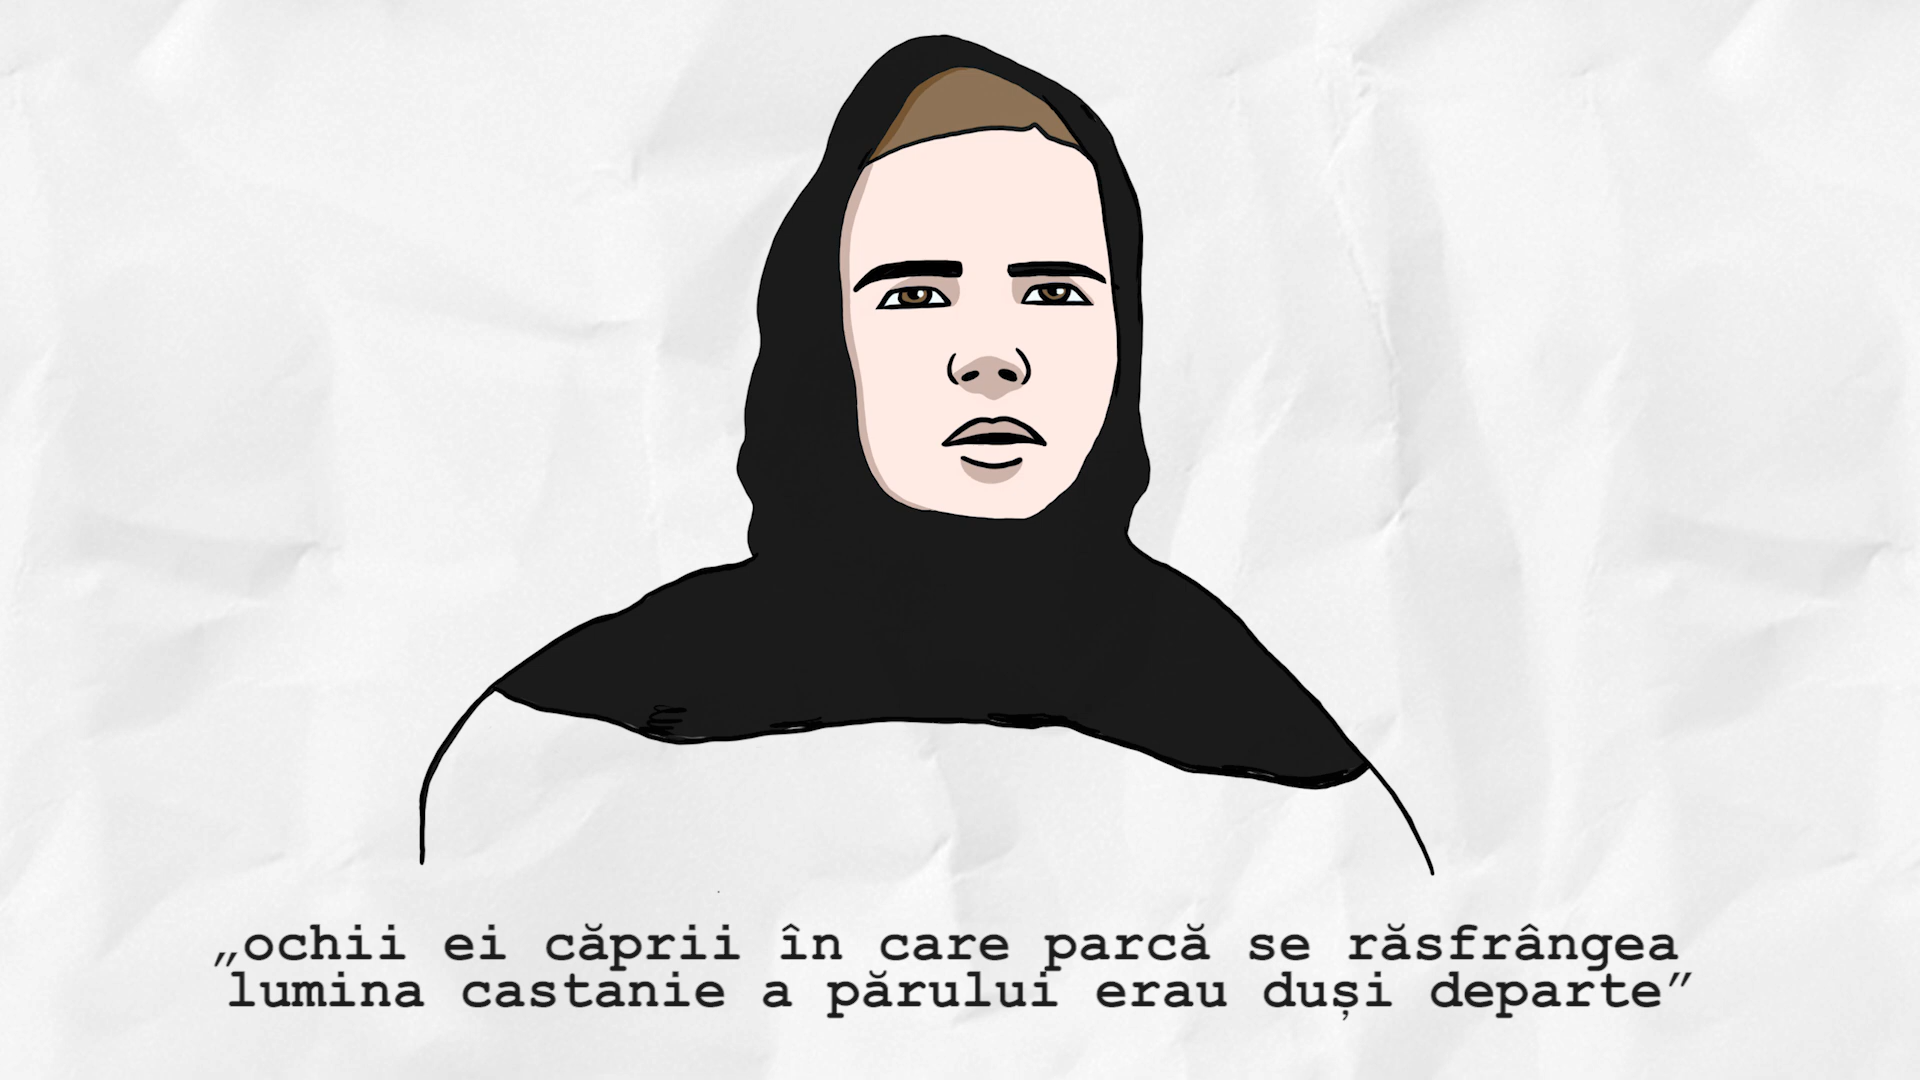 „ochii ei căprii în care parcă se răsfrângea
lumina castanie a părului erau duși departe”